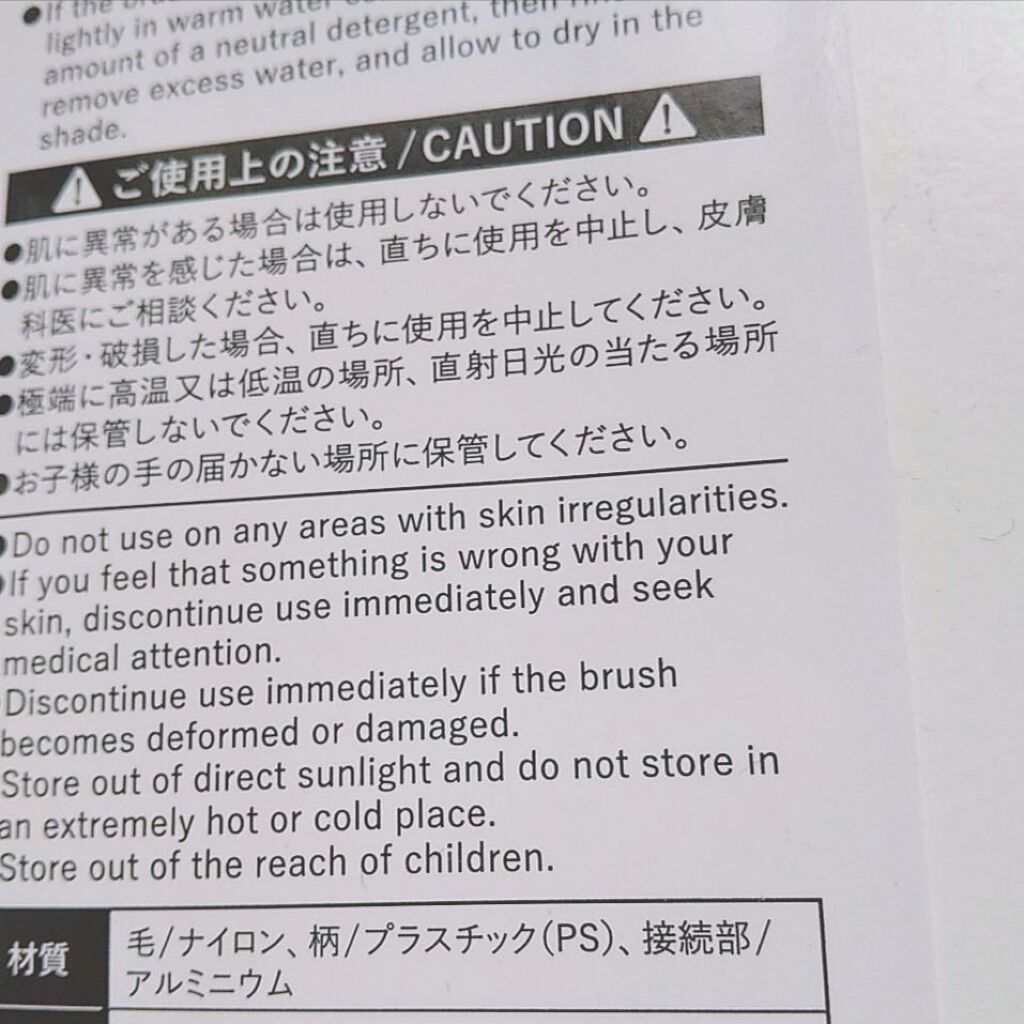 ●If the
lightly in warm water
amount of a neutral detergent, then
remove excess water, and allow to dry in the
shade.
ご使用上の注意/CAUTION
●肌に異常がある場合は使用しないでください。
●肌に異常を感じた場合は、直ちに使用を中止し、皮膚
科医にご相談ください。
●変形・破損した場合、直ちに使用を中止してください。
●極端に高温又は低温の場所、直射日光の当たる場所
には保管しないでください。
●お子様の手の届かない場所に保管してください。
●Do not use on any areas with skin irregularities.
●If you feel that something is wrong with your
skin, discontinue use immediately and seek
medical attention.
Discontinue use immediately if the brush
becomes deformed or damaged.
Store out of direct sunlight and do not store in
an extremely hot or cold place.
Store out of the reach of children.
材質
毛/ナイロン、柄/プラスチック(PS)、接続部/
アルミニウム